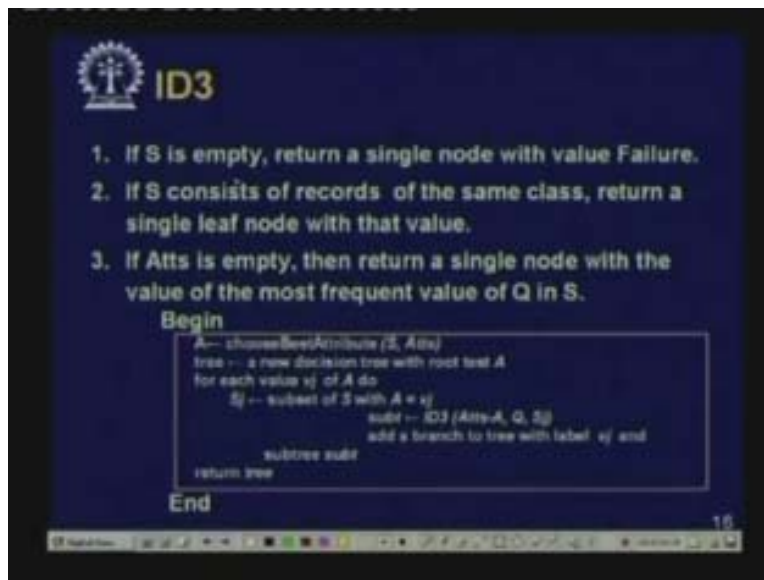 ID3
1. If S is empty, return a single node with value Failure.
2. If S consists of records of the same class, return a
single leaf node with that value.
3. If Atts is empty, then return a single node with the
value of the most frequent value of Q in S.
Begin
A← chooseBestAttribute (S, Atts)
tree ← a new decision tree with root test A
for each value vj of A do
Sj ← subset of S with A = vj
subt ← ID3 (Atts-A, Q, Sj)
add a branch to tree with label vj and
subtree subt
return tree
End
16